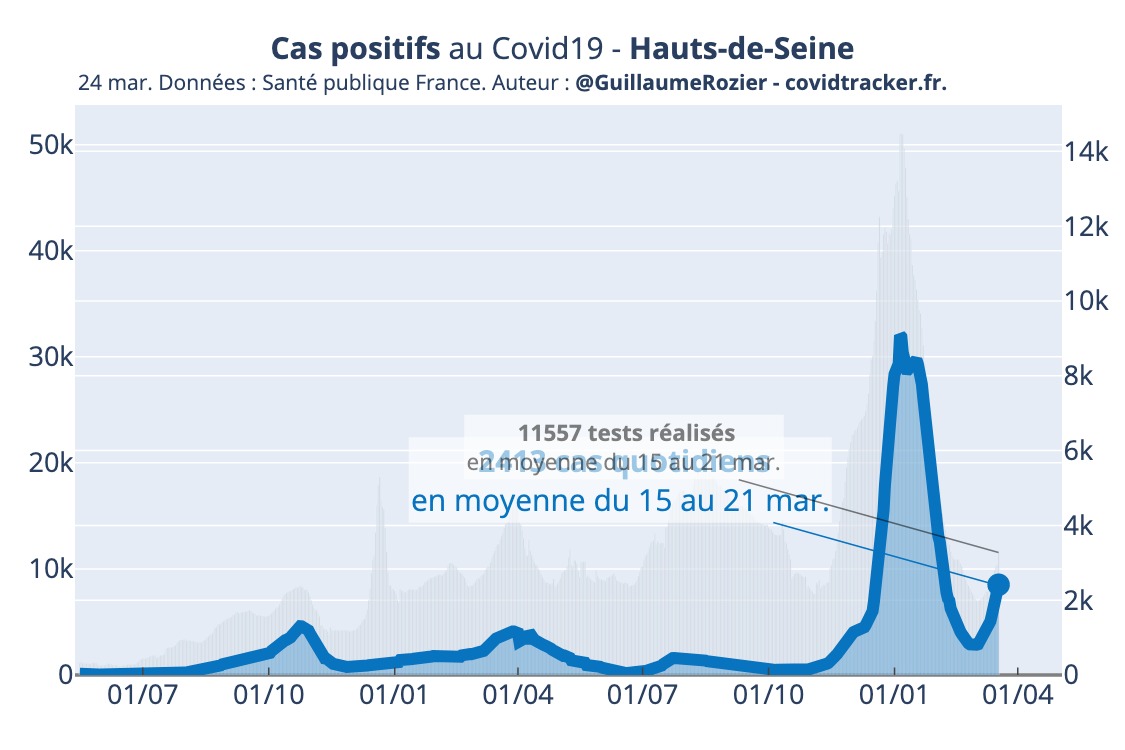 Cas positifs au Covid19 - Hauts-de-Seine
24 mar. Données : Santé publique France. Auteur : @GuillaumeRozier - covidtracker.fr.
50k
40k
30k
20k
10k
0
14k
12k
10k
8k
6k
4k
2k
0
11557 tests réalisés
en moyenne du 15 au 21 mar.
2413 cas quotidiens
en moyenne du 15 au 21 mar.
01/07 01/10 01/01 01/04 01/07 01/10 01/01 01/04